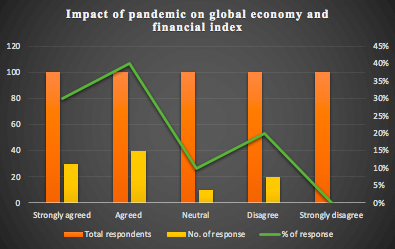 Impact of pandemic on global economy and
financial index
120 45%
100 40%
80 35%
60 30%
40 25%
20 20%
0 15%
10%
5%
0%
Strongly agreed Agreed Neutral Disagree Strongly disagree
Total respondents No. of response % of response